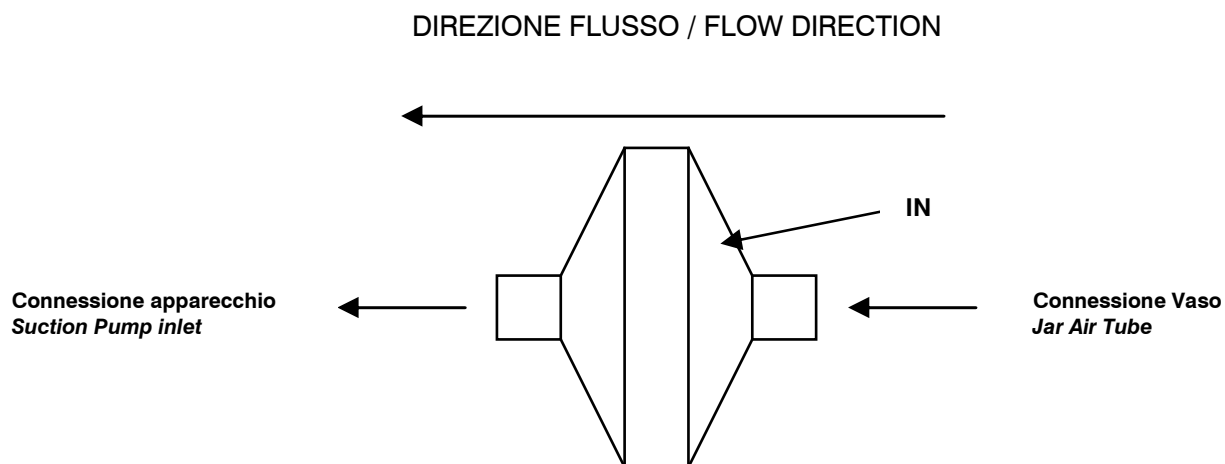 DIREZIONE FLUSSO / FLOW DIRECTION
IN
Connessione apparecchio
Suction Pump inlet
Connessione Vaso
Jar Air Tube